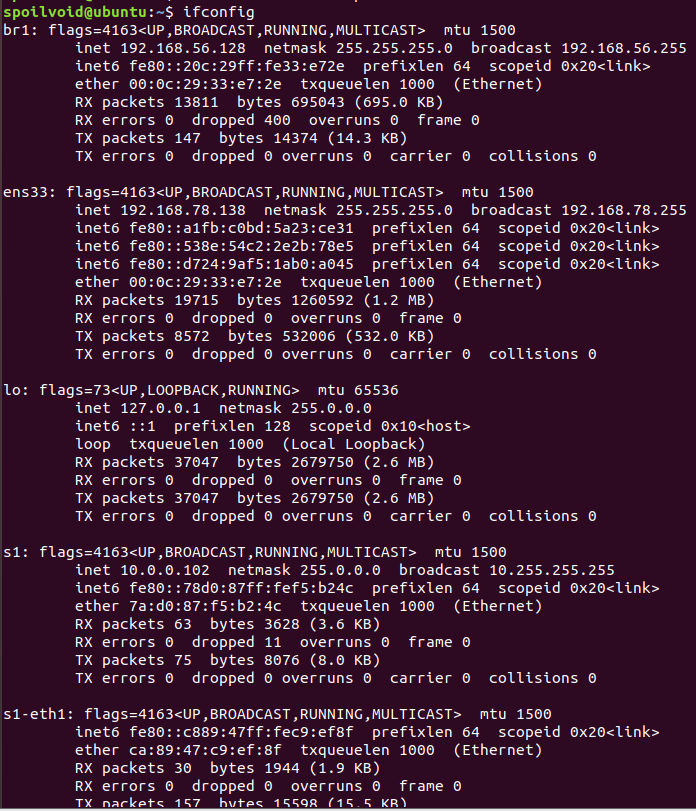 spoilvoid@ubuntu:~$ ifconfig
br1: flags=4163<UP,BROADCAST,RUNNING,MULTICAST>  mtu 1500
        inet 192.168.56.128  netmask 255.255.255.0  broadcast 192.168.56.255
        inet6 fe80::20c:29ff:fe33:e72e  prefixlen 64  scopeid 0x20<link>
        ether 00:0c:29:33:e7:2e  txqueuelen 1000  (Ethernet)
        RX packets 13811  bytes 695043 (695.0 KB)
        RX errors 0  dropped 400  overruns 0  frame 0
        TX packets 147  bytes 14374 (14.3 KB)
        TX errors 0  dropped 0 overruns 0  carrier 0  collisions 0

ens33: flags=4163<UP,BROADCAST,RUNNING,MULTICAST>  mtu 1500
        inet 192.168.78.138  netmask 255.255.255.0  broadcast 192.168.78.255
        inet6 fe80::a1fb:c0bd:5a23:ce31  prefixlen 64  scopeid 0x20<link>
        inet6 fe80::538e:54c2:2e2b:78e5  prefixlen 64  scopeid 0x20<link>
        inet6 fe80::d724:9af5:1ab0:a045  prefixlen 64  scopeid 0x20<link>
        ether 00:0c:29:33:e7:2e  txqueuelen 1000  (Ethernet)
        RX packets 19715  bytes 1260592 (1.2 MB)
        RX errors 0  dropped 0  overruns 0  frame 0
        TX packets 8572  bytes 532006 (532.0 KB)
        TX errors 0  dropped 0 overruns 0  carrier 0  collisions 0

lo: flags=73<UP,LOOPBACK,RUNNING>  mtu 65536
        inet 127.0.0.1  netmask 255.0.0.0
        inet6 ::1  prefixlen 128  scopeid 0x10<host>
        loop  txqueuelen 1000  (Local Loopback)
        RX packets 37047  bytes 2679750 (2.6 MB)
        RX errors 0  dropped 0  overruns 0  frame 0
        TX packets 37047  bytes 2679750 (2.6 MB)
        TX errors 0  dropped 0 overruns 0  carrier 0  collisions 0

s1: flags=4163<UP,BROADCAST,RUNNING,MULTICAST>  mtu 1500
        inet 10.0.0.102  netmask 255.0.0.0  broadcast 10.255.255.255
        inet6 fe80::78d0:87ff:fef5:b24c  prefixlen 64  scopeid 0x20<link>
        ether 7a:d0:87:f5:b2:4c  txqueuelen 1000  (Ethernet)
        RX packets 63  bytes 3628 (3.6 KB)
        RX errors 0  dropped 11  overruns 0  frame 0
        TX packets 75  bytes 8076 (8.0 KB)
        TX errors 0  dropped 0 overruns 0  carrier 0  collisions 0

s1-eth1: flags=4163<UP,BROADCAST,RUNNING,MULTICAST>  mtu 1500
        inet6 fe80::c889:47ff:fec9:ef8f  prefixlen 64  scopeid 0x20<link>
        ether ca:89:47:c9:ef:8f  txqueuelen 1000  (Ethernet)
        RX packets 30  bytes 1944 (1.9 KB)
        RX errors 0  dropped 0  overruns 0  frame 0
        TX packets 157  bytes 15598 (15.5 KB)